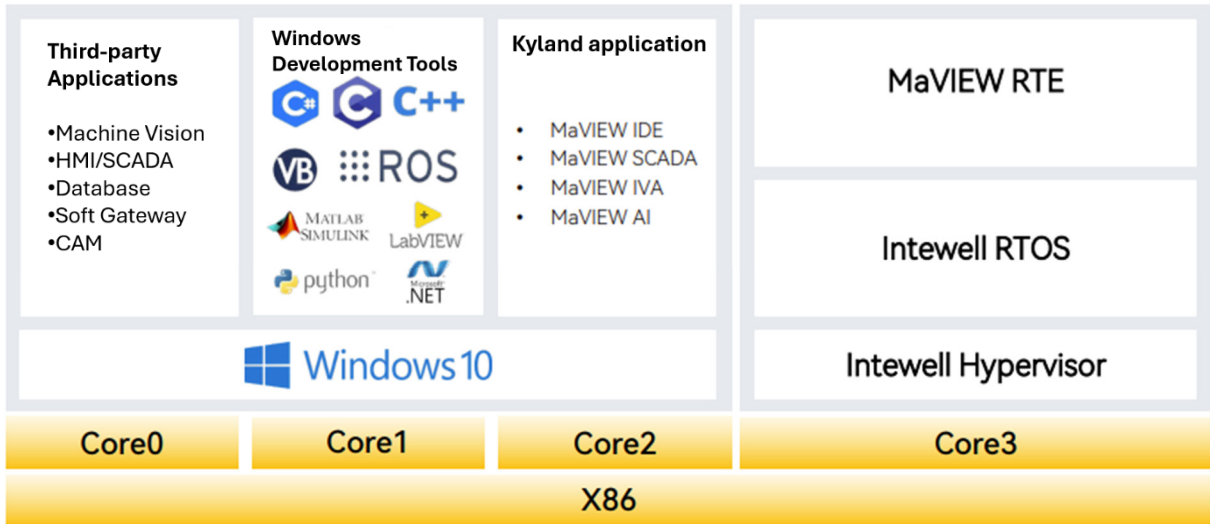 Third-party
Applications
•Machine Vision
•HMI/SCADA
•Database
•Soft Gateway
•CAM
Windows
Development Tools
C#
C
C++
VB
ROS
MATLAB
SIMULINK
LabVIEW
python
Microsoft
.NET
Kyland application
• MaVIEW IDE
• MaVIEW SCADA
• MaVIEW IVA
• MaVIEW AI
Windows 10
MaVIEW RTE
Intewell RTOS
Intewell Hypervisor
Core0
Core1
Core2
Core3
X86